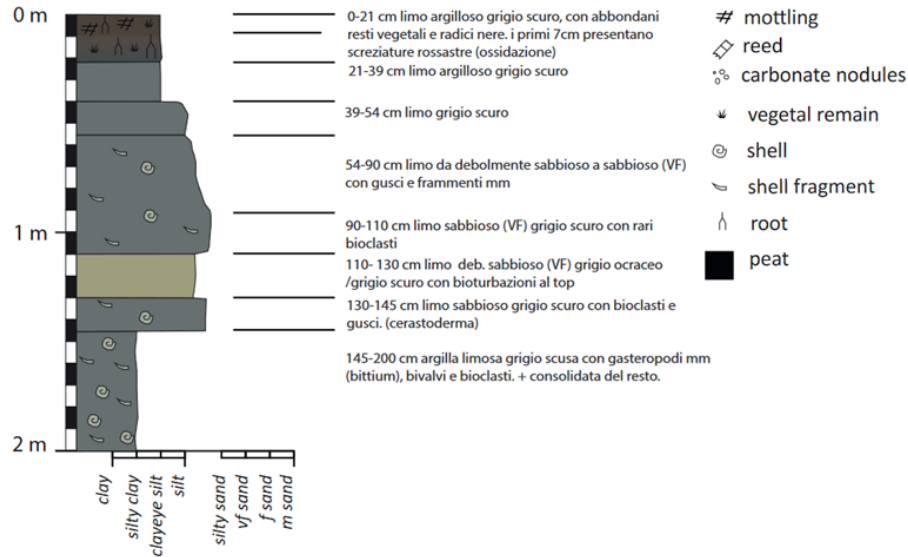 0 m
1 m
2 m
0-21 cm limo argilloso grigio scuro, con abbondani
resti vegetali e radici nere. i primi 7cm presentano
screziature rossastre (ossidazione)
21-39 cm limo argilloso grigio scuro
39-54 cm limo grigio scuro
54-90 cm limo da debolmente sabbioso a sabbioso (VF)
con gusci e frammenti mm
90-110 cm limo sabbioso (VF) grigio scuro con rari
bioclasti
110- 130 cm limo deb. sabbioso (VF) grigio ocraceo
/grigio scuro con bioturbazioni al top
130-145 cm limo sabbioso grigio scuro con bioclasti e
gusci. (cerastoderma)
145-200 cm argilla limosa grigio scusa con gasteropodi mm
(bittium), bivalvi e bioclasti. + consolidata del resto.
mottling
reed
carbonate nodules
vegetal remain
shell
shell fragment
root
peat
clay
silty clay
clayeye silt
silt
silty sand
vf sand
f sand
m sand